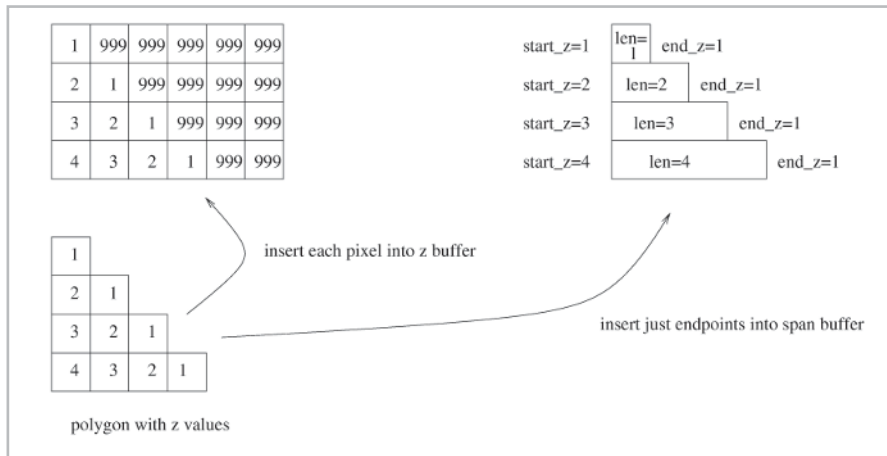 1 999 999 999 999 999
2 1 999 999 999 999
3 2 1 999 999 999
4 3 2 1 999 999
start_z=1 len=
1 end_z=1
start_z=2 len=2 end_z=1
start_z=3 len=3 end_z=1
start_z=4 len=4 end_z=1
insert each pixel into z buffer
1
2 1
3 2 1
4 3 2 1
insert just endpoints into span buffer
polygon with z values